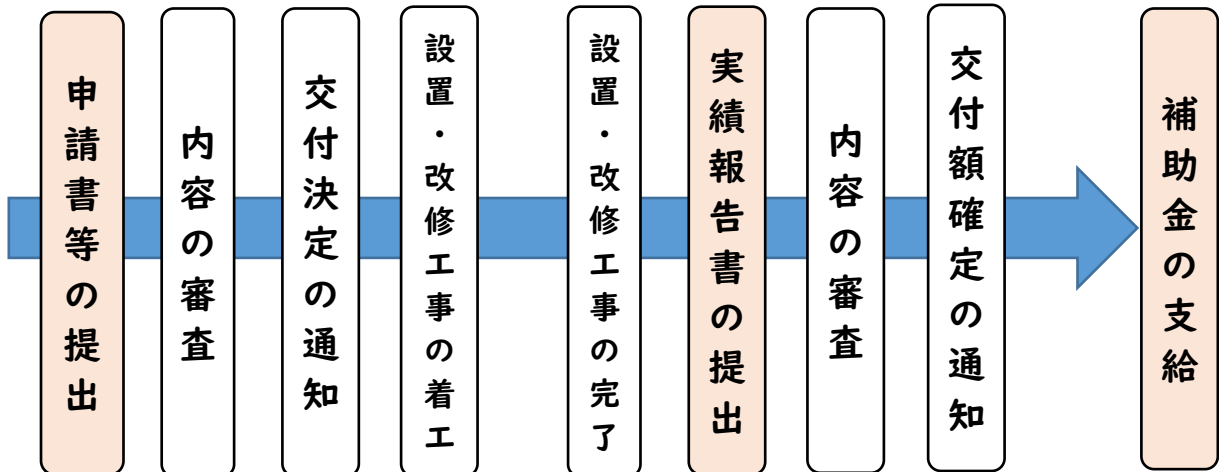 申請書等の提出
内容の審査
交付決定の通知
設置・改修工事の着工
設置・改修工事の完了
実績報告書の提出
内容の審査
交付額確定の通知
補助金の支給